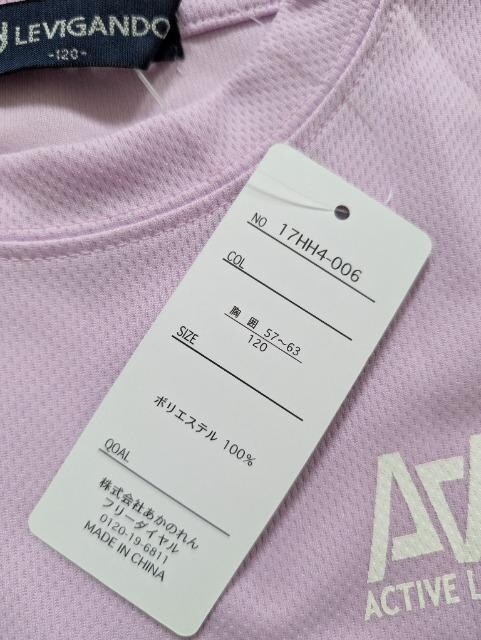 LEVIGANDO
-120-
NO 17HH4-006
COL
胸囲 57～63
120
SIZE
ポリエステル 100%
QOAL
株式会社あかのれん
フリーダイヤル
0120-19-6811
MADE IN CHINA
ACTIVE L